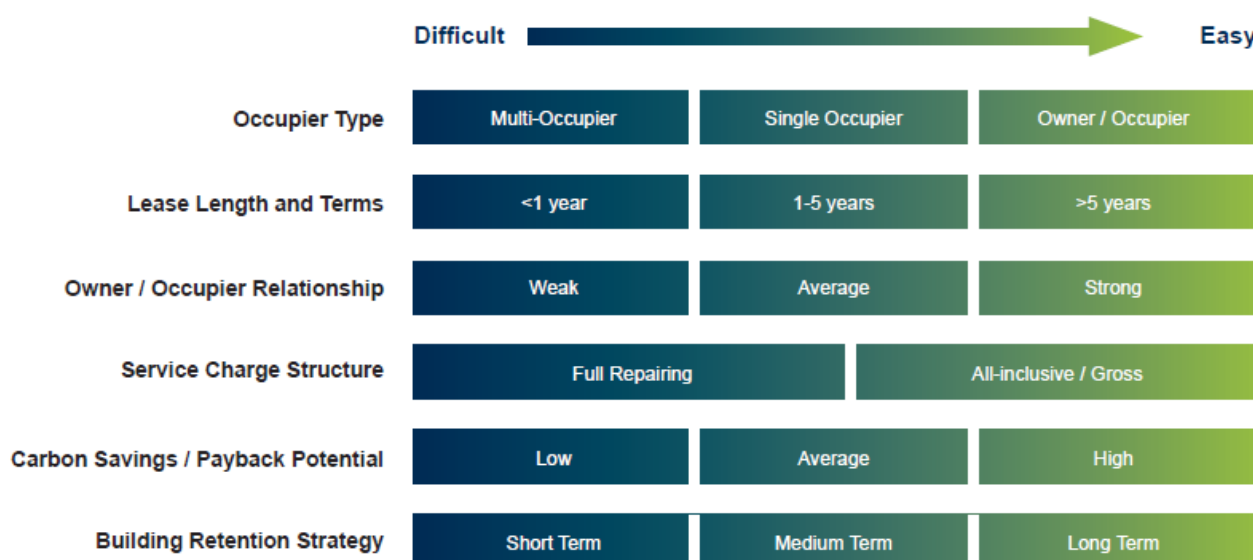 Difficult Easy
Occupier Type Multi-Occupier Single Occupier Owner / Occupier
Lease Length and Terms <1 year 1-5 years >5 years
Owner / Occupier Relationship Weak Average Strong
Service Charge Structure Full Repairing All-inclusive / Gross
Carbon Savings / Payback Potential Low Average High
Building Retention Strategy Short Term Medium Term Long Term